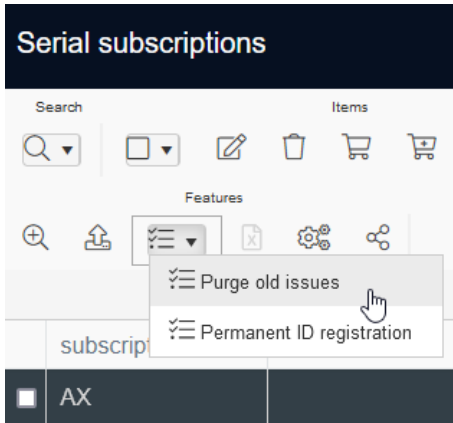 Serial subscriptions
Search
Items
Features
Purge old issues
Permanent ID registration
subscript
AX